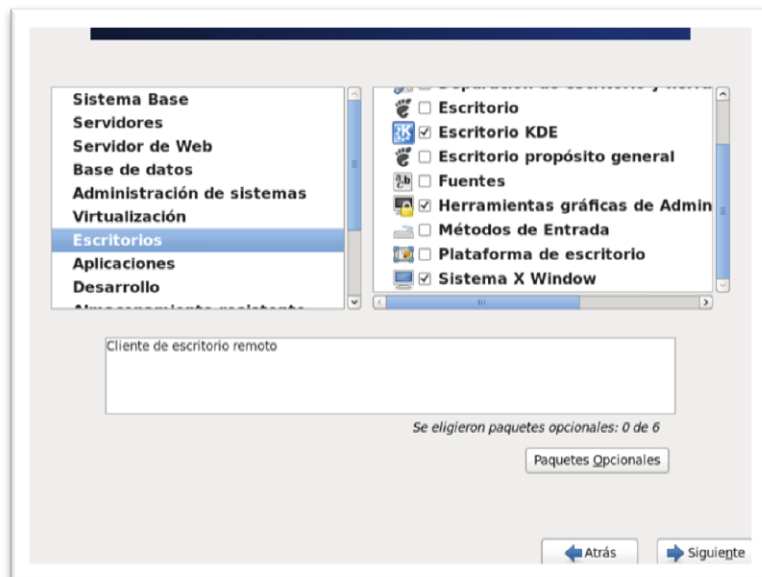 Sistema Base
Servidores
Servidor de Web
Base de datos
Administración de sistemas
Virtualización
Escritorios
Aplicaciones
Desarrollo
Escritorio
Escritorio KDE
Escritorio propósito general
Fuentes
Herramientas gráficas de Admin
Métodos de Entrada
Plataforma de escritorio
Sistema X Window
Cliente de escritorio remoto
Se eligieron paquetes opcionales: 0 de 6
Paquetes Opcionales
Atrás
Siguiente